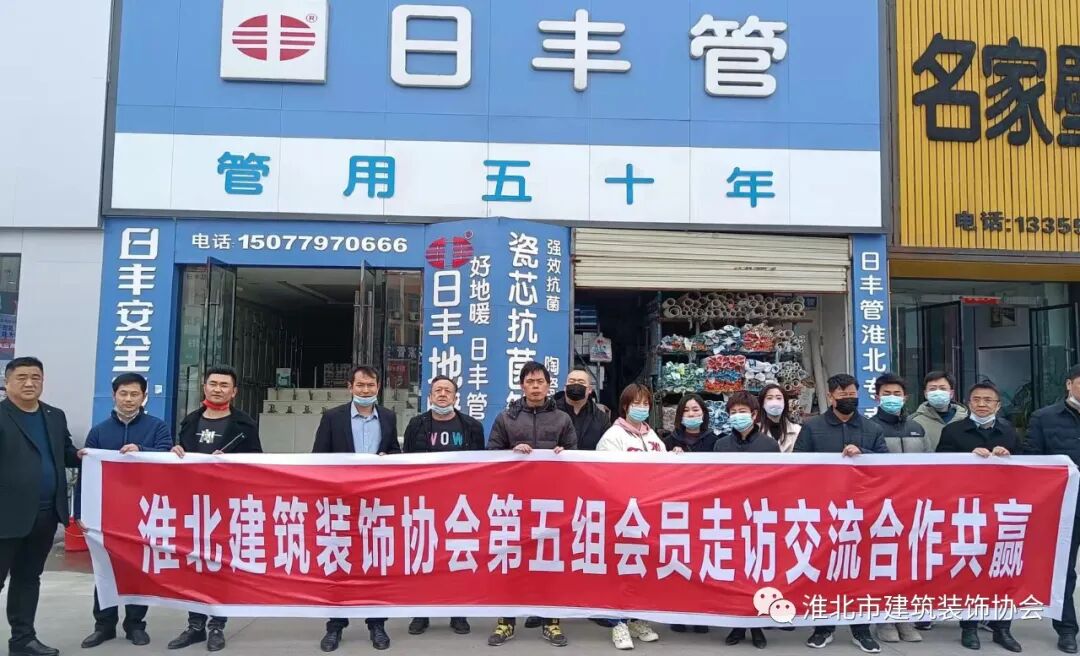 ®
日丰管
名家
管用五十年
电话:1335
电话:15077970666
日丰安全
®
日丰地
好地暖 日丰管
瓷芯抗菌
强效抗菌
日丰管淮北专
WOW
淮北建筑装饰协会第五组会员走访交流合作共赢
淮北市建筑装饰协会